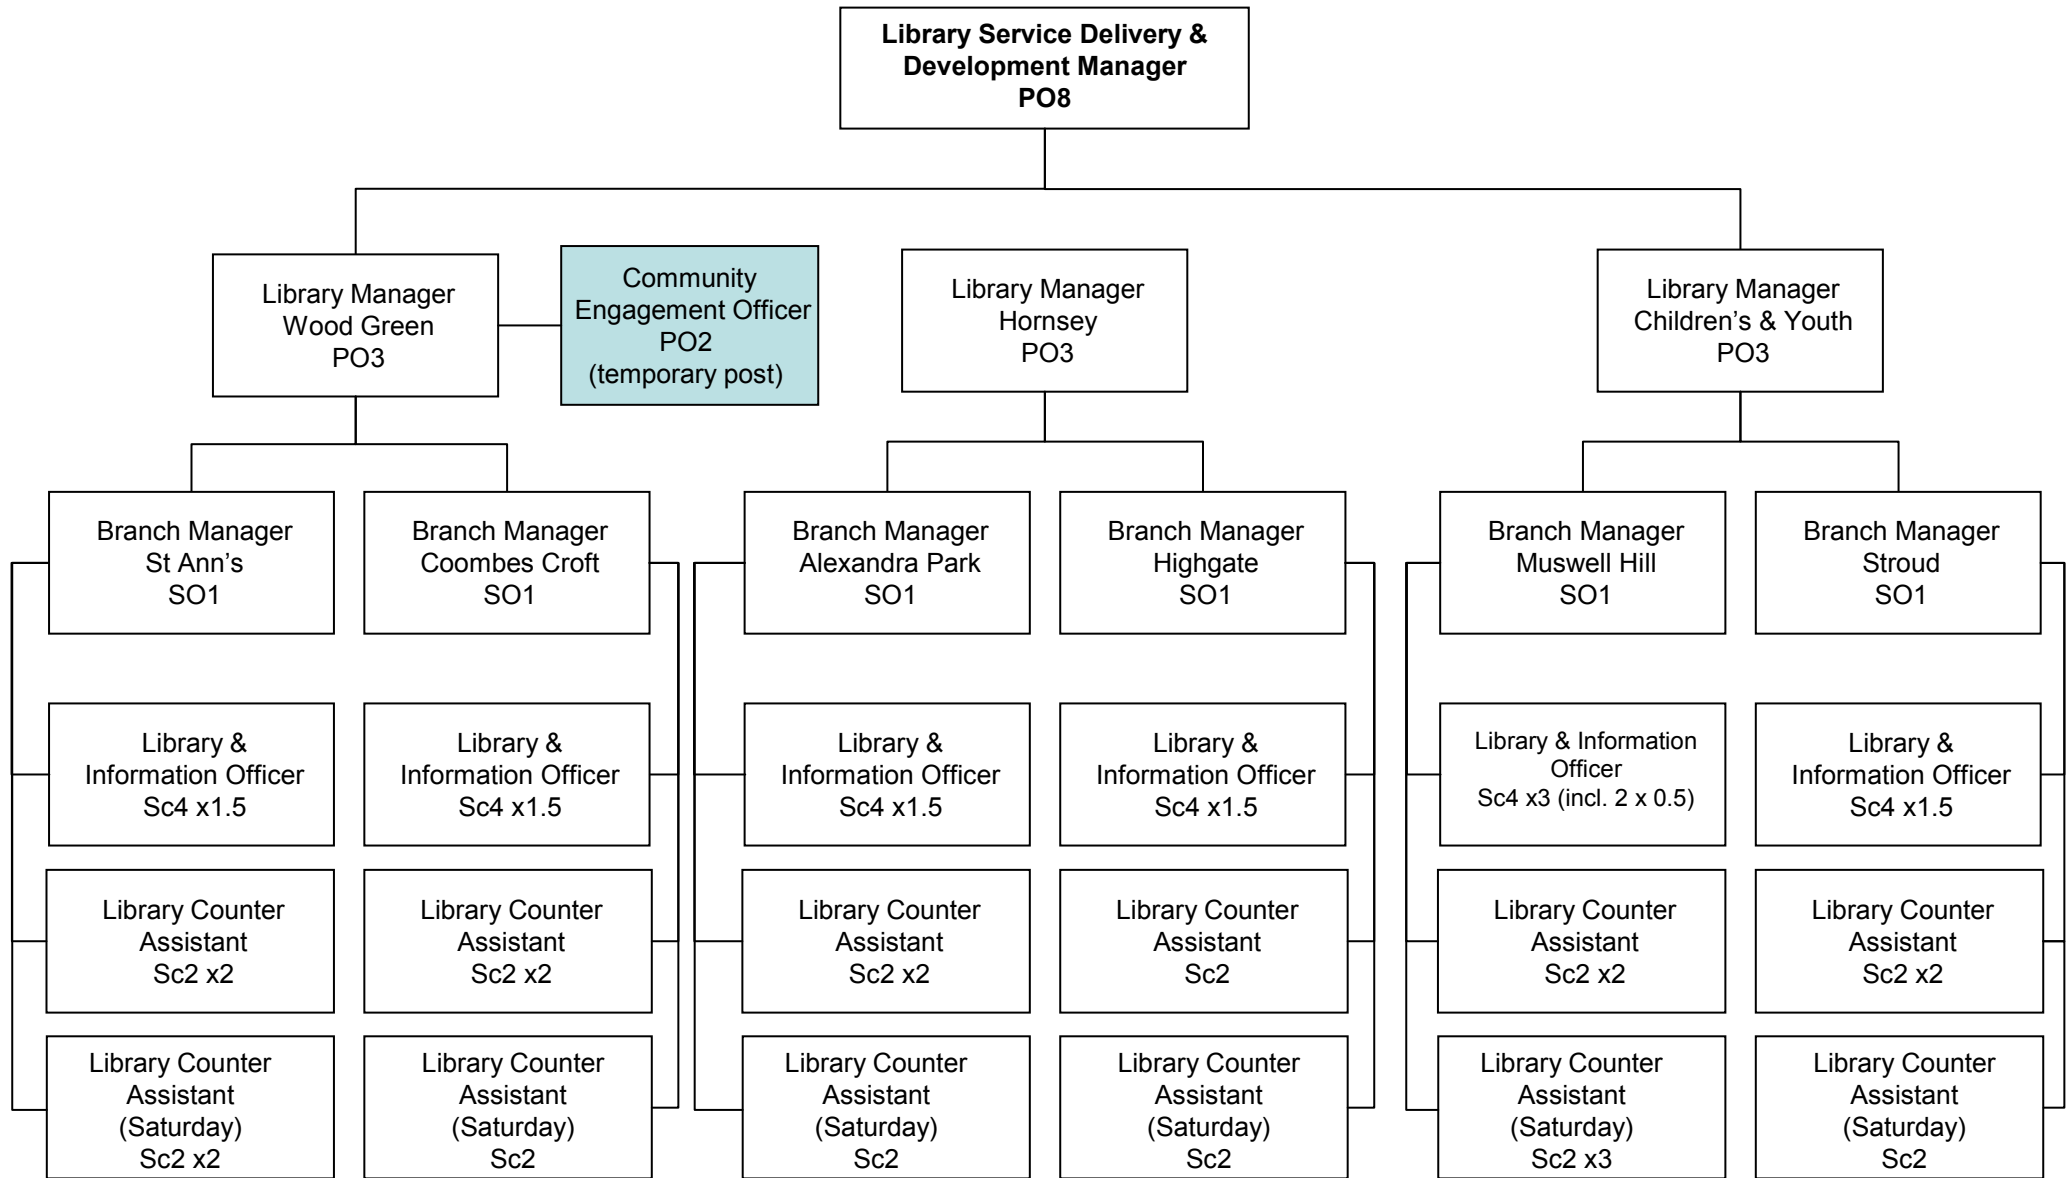 Library Service Delivery &
Development Manager
PO8
Library Manager
Wood Green
PO3
Community
Engagement Officer
PO2
(temporary post)
Library Manager
Hornsey
PO3
Library Manager
Children’s & Youth
PO3
Branch Manager
St Ann's
SO1
Branch Manager
Coombes Croft
SO1
Branch Manager
Alexandra Park
SO1
Branch Manager
Highgate
SO1
Branch Manager
Muswell Hill
SO1
Branch Manager
Stroud
SO1
Library &
Information Officer
Sc4 x1.5
Library &
Information Officer
Sc4 x1.5
Library &
Information Officer
Sc4 x1.5
Library &
Information Officer
Sc4 x1.5
Library & Information
Officer
Sc4 x3 (incl. 2 x 0.5)
Library &
Information Officer
Sc4 x1.5
Library Counter
Assistant
Sc2 x2
Library Counter
Assistant
Sc2 x2
Library Counter
Assistant
Sc2 x2
Library Counter
Assistant
Sc2
Library Counter
Assistant
Sc2 x2
Library Counter
Assistant
Sc2 x2
Library Counter
Assistant
(Saturday)
Sc2 x2
Library Counter
Assistant
(Saturday)
Sc2
Library Counter
Assistant
(Saturday)
Sc2
Library Counter
Assistant
(Saturday)
Sc2
Library Counter
Assistant
(Saturday)
Sc2 x3
Library Counter
Assistant
(Saturday)
Sc2